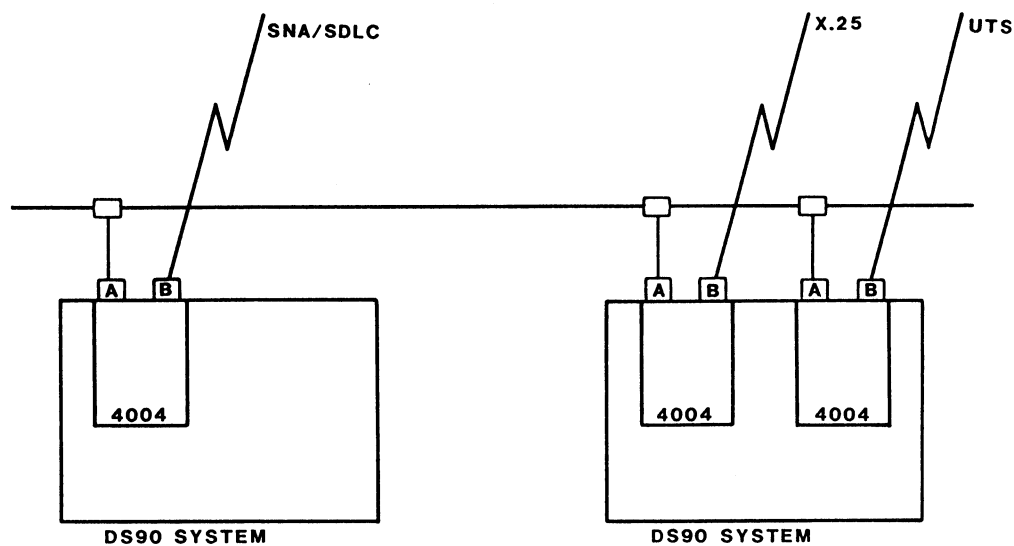 SNA/SDLC
X.25
UTS
A
B
A
B
A
B
4004
4004
4004
DS90 SYSTEM
DS90 SYSTEM